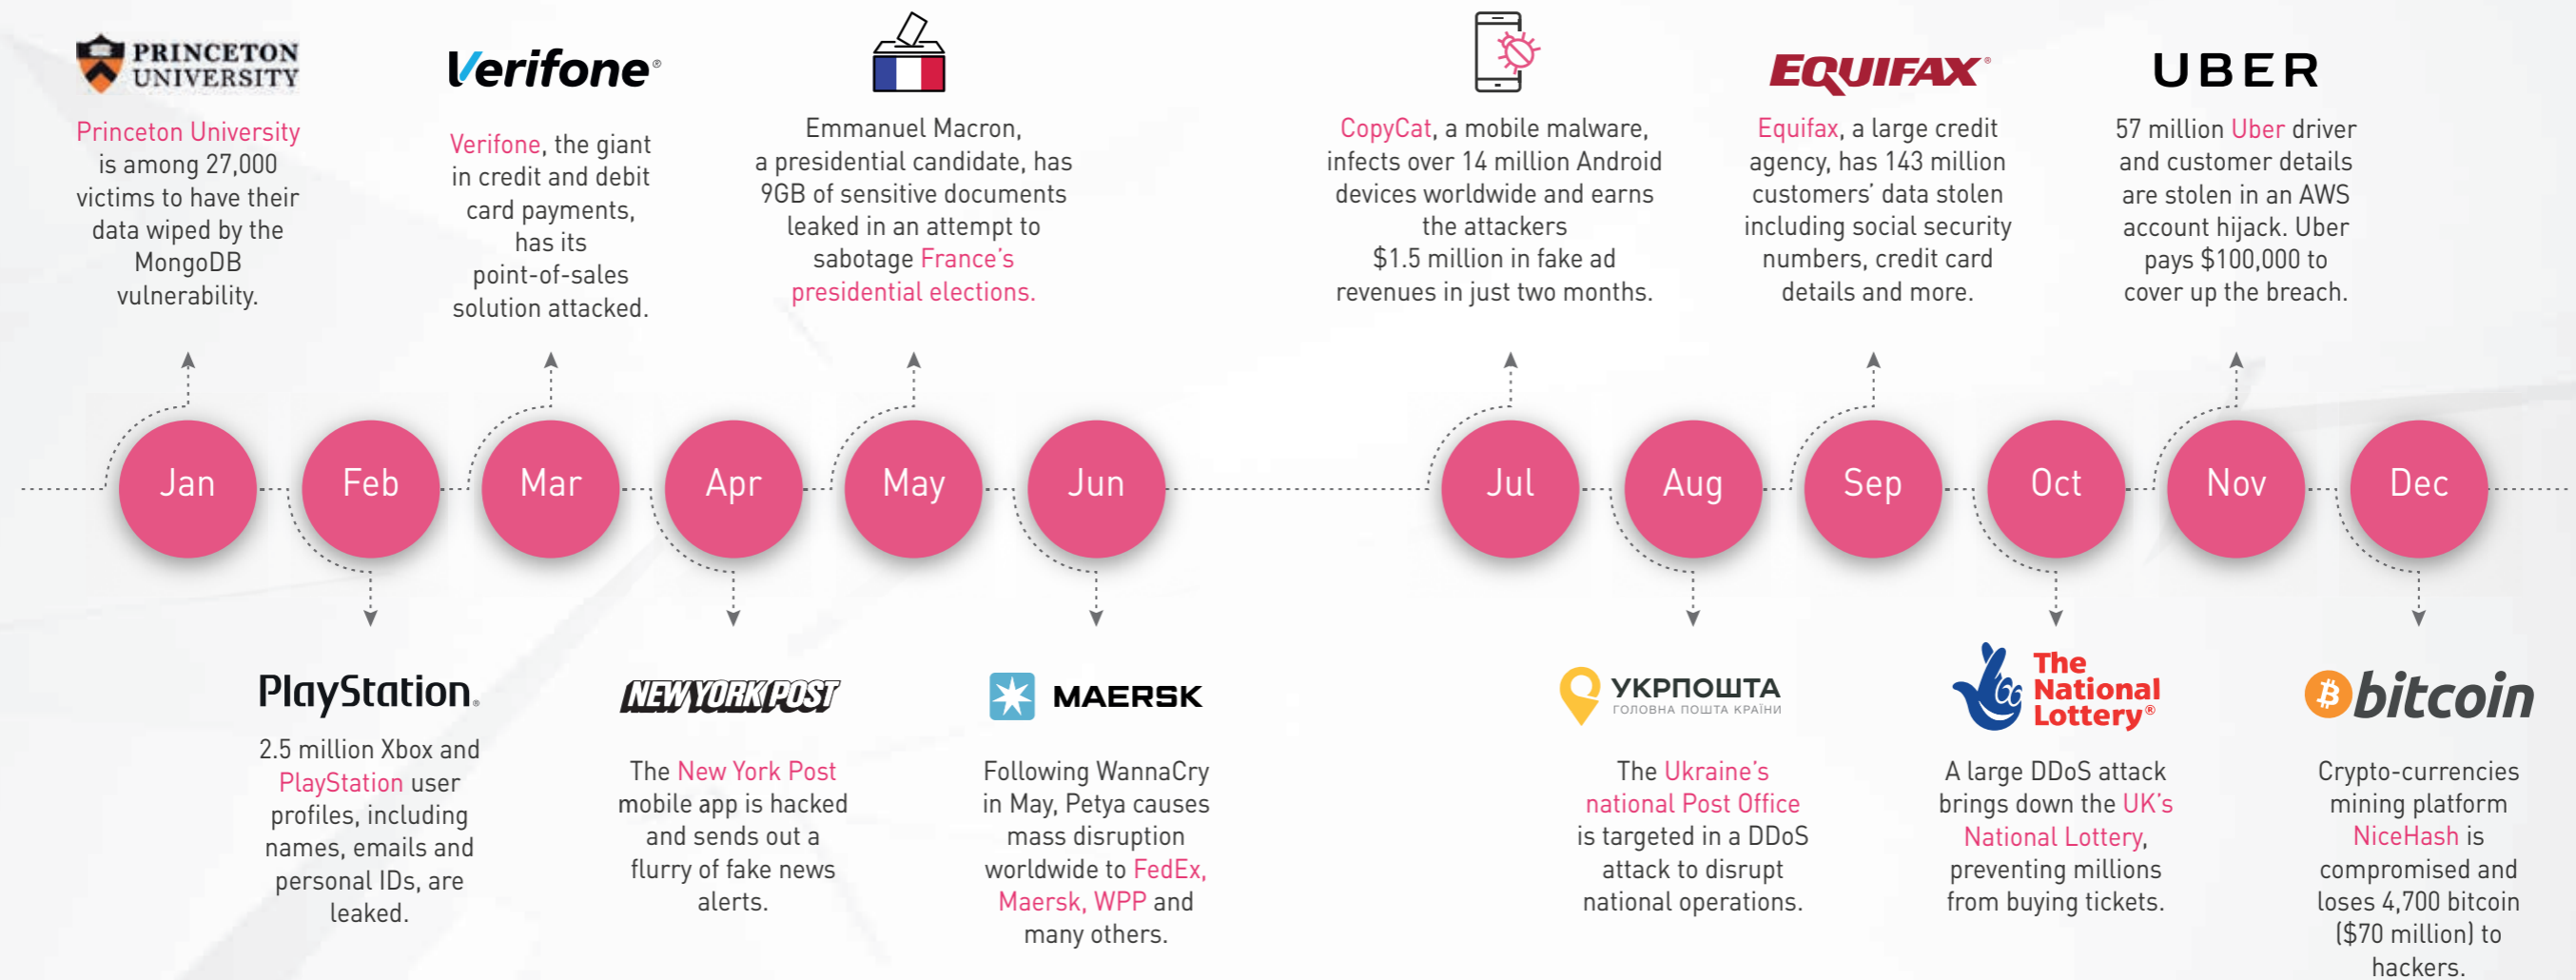 PRINCETON
UNIVERSITY
Princeton University
is among 27,000
victims to have their
data wiped by the
MongoDB
vulnerability.
Verifone®
Verifone, the giant
in credit and debit
card payments,
has its
point-of-sales
solution attacked.
Emmanuel Macron,
a presidential candidate, has
9GB of sensitive documents
leaked in an attempt to
sabotage France's
presidential elections.
CopyCat, a mobile malware,
infects over 14 million Android
devices worldwide and earns
the attackers
$1.5 million in fake ad
revenues in just two months.
EQUIFAX®
Equifax, a large credit
agency, has 143 million
customers' data stolen
including social security
numbers, credit card
details and more.
UBER
57 million Uber driver
and customer details
are stolen in an AWS
account hijack. Uber
pays $100,000 to
cover up the breach.
Jan
Feb
Mar
Apr
May
Jun
Jul
Aug
Sep
Oct
Nov
Dec
PlayStation®
2.5 million Xbox and
PlayStation user
profiles, including
names, emails and
personal IDs, are
leaked.
NEW YORK POST
The New York Post
mobile app is hacked
and sends out a
flurry of fake news
alerts.
MAERSK
Following WannaCry
in May, Petya causes
mass disruption
worldwide to FedEx,
Maersk, WPP and
many others.
УКРПОШТА
ГОЛОВНА ПОШТА КРАЇНИ
The Ukraine's
national Post Office
is targeted in a DDoS
attack to disrupt
national operations.
The
National
Lottery®
A large DDoS attack
brings down the UK's
National Lottery,
preventing millions
from buying tickets.
bitcoin
Crypto-currencies
mining platform
NiceHash is
compromised and
loses 4,700 bitcoin
($70 million) to
hackers.